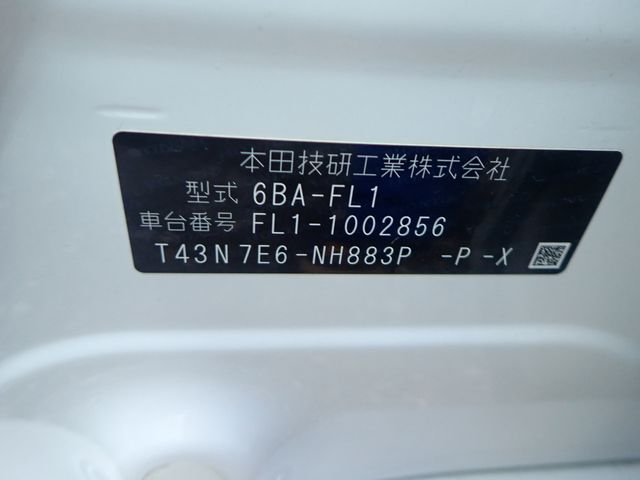 本田技研工業株式会社
型式 6BA-FL1
車台番号 FL1-1002856
T43N7E6-NH883P -P-X